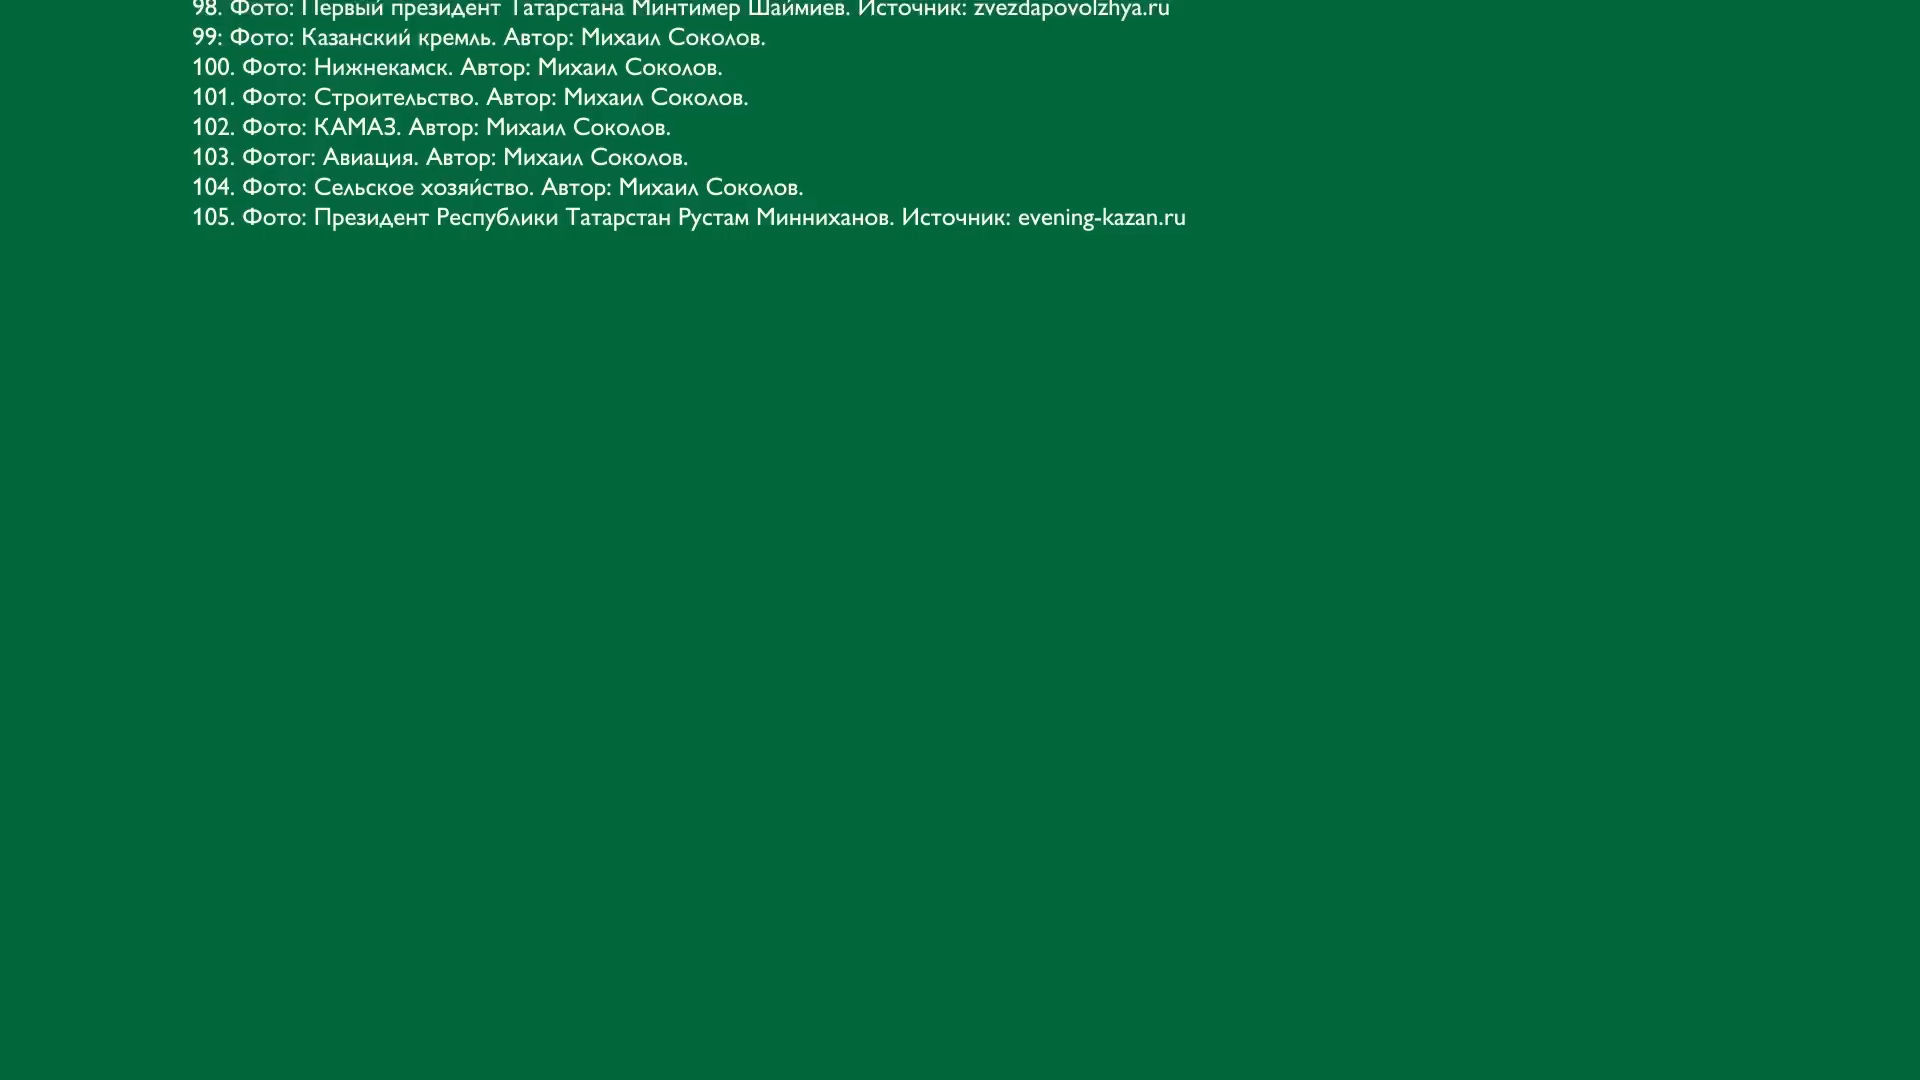 98. Фото: Первый президент Татарстана Минтимер Шаймиев. Источник: zvezdapovolzhya.ru
99: Фото: Казанский кремль. Автор: Михаил Соколов.
100. Фото: Нижнекамск. Автор: Михаил Соколов.
101. Фото: Строительство. Автор: Михаил Соколов.
102. Фото: КАМАЗ. Автор: Михаил Соколов.
103. Фотог: Авиация. Автор: Михаил Соколов.
104. Фото: Сельское хозяйство. Автор: Михаил Соколов.
105. Фото: Президент Республики Татарстан Рустам Минниханов. Источник: evening-kazan.ru